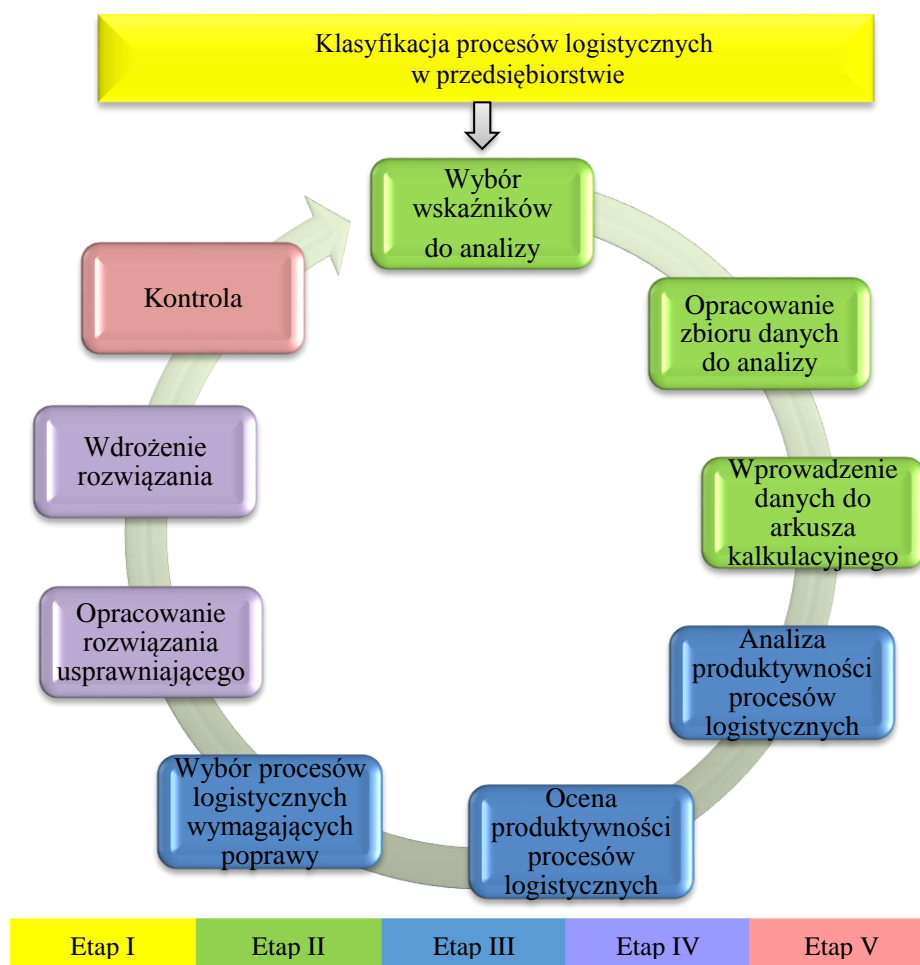 Klasyfikacja procesów logistycznych
w przedsiębiorstwie
Wybór
wskaźników
do analizy
Opracowanie
zbioru danych
do analizy
Wprowadzenie
danych do
arkusza
kalkulacyjnego
Analiza
produktywności
procesów
logistycznych
Ocena
produktywności
procesów
logistycznych
Wybór procesów
logistycznych
wymagających
poprawy
Opracowanie
rozwiązania
usprawniającego
Wdrożenie
rozwiązania
Kontrola
Etap I
Etap II
Etap III
Etap IV
Etap V